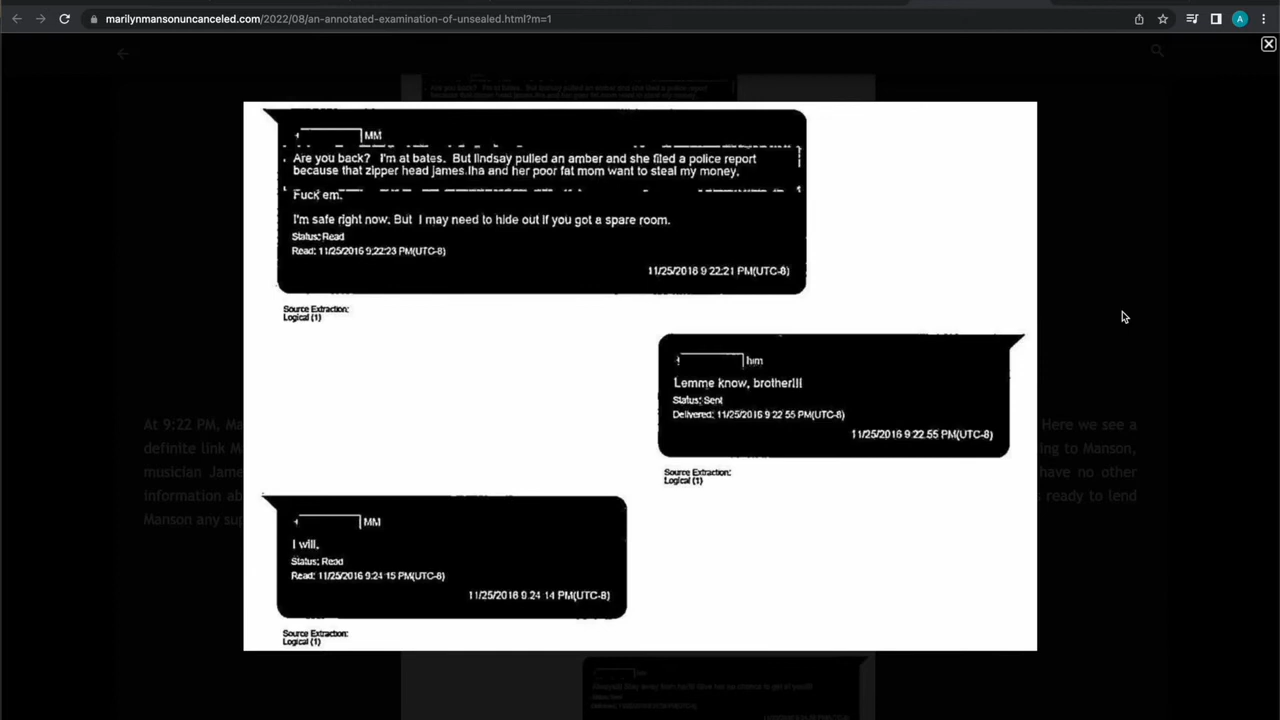 marilynmansonuncanceled.com/2022/08/an-annotated-examination-of-unsealed.html?m=1
A
MM
Are you back? I'm at bates. But lindsay pulled an amber and she filed a police report
because that zipper head james.Iha and her poor fat mom want to steal my money.
Fuck em.
I'm safe right now. But I may need to hide out if you got a spare room.
Status: Read
Read: 11/25/2016 9:22:23 PM(UTC-8)
11/25/2016 9 22:21 PM(UTC-8)
Source Extraction:
Logical (1)
him
Lemme know, brother!!!
Status: Sent
Delivered: 11/25/2016 9 22 55 PM(UTC-8)
11/25/2016 9.22.55 PM(UTC-8)
Source Extraction:
Logical (1)
MM
I will.
Status: Read
Read: 11/25/2016 9:24 15 PM(UTC-8)
11/25/2016 9.24 14 PM(UTC-8)
Source Extraction:
Logical (1)
At 9:22 PM, Ma
Here we see a
definite link M
ng to Manson,
musician Jame
have no other
information ab
s ready to lend
Manson any sup